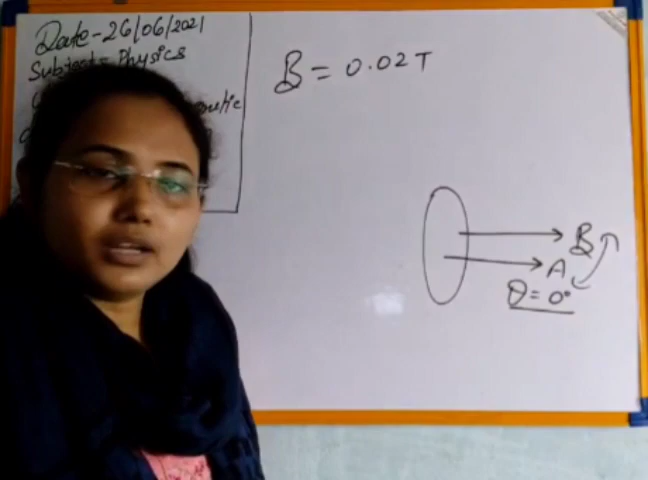 Date-26/06/2021
Subject- Physics
B = 0.02T
B
A
θ = 0°